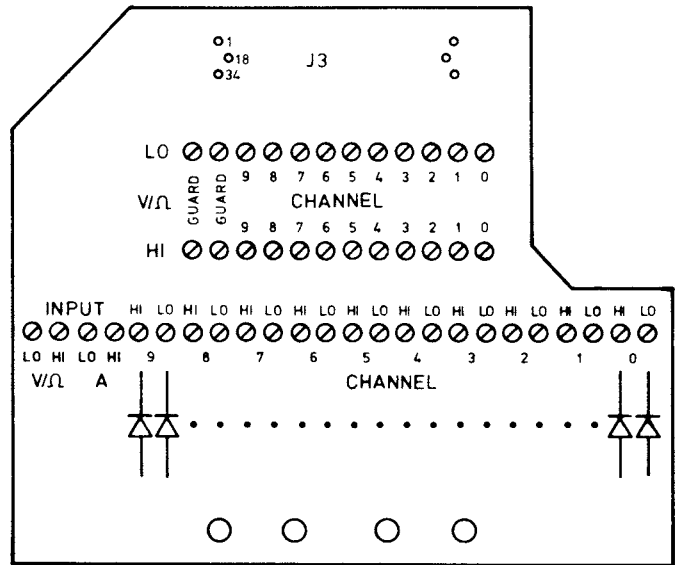 1
18 J3
34
LO
9 8 7 6 5 4 3 2 1 0
V/Ω GUARD GUARD CHANNEL
9 8 7 6 5 4 3 2 1 0
HI
INPUT HI LO HI LO HI LO HI LO HI LO HI LO HI LO HI LO HI LO HI LO
LO HI LO HI 9 8 7 6 5 4 3 2 1 0
V/Ω A CHANNEL